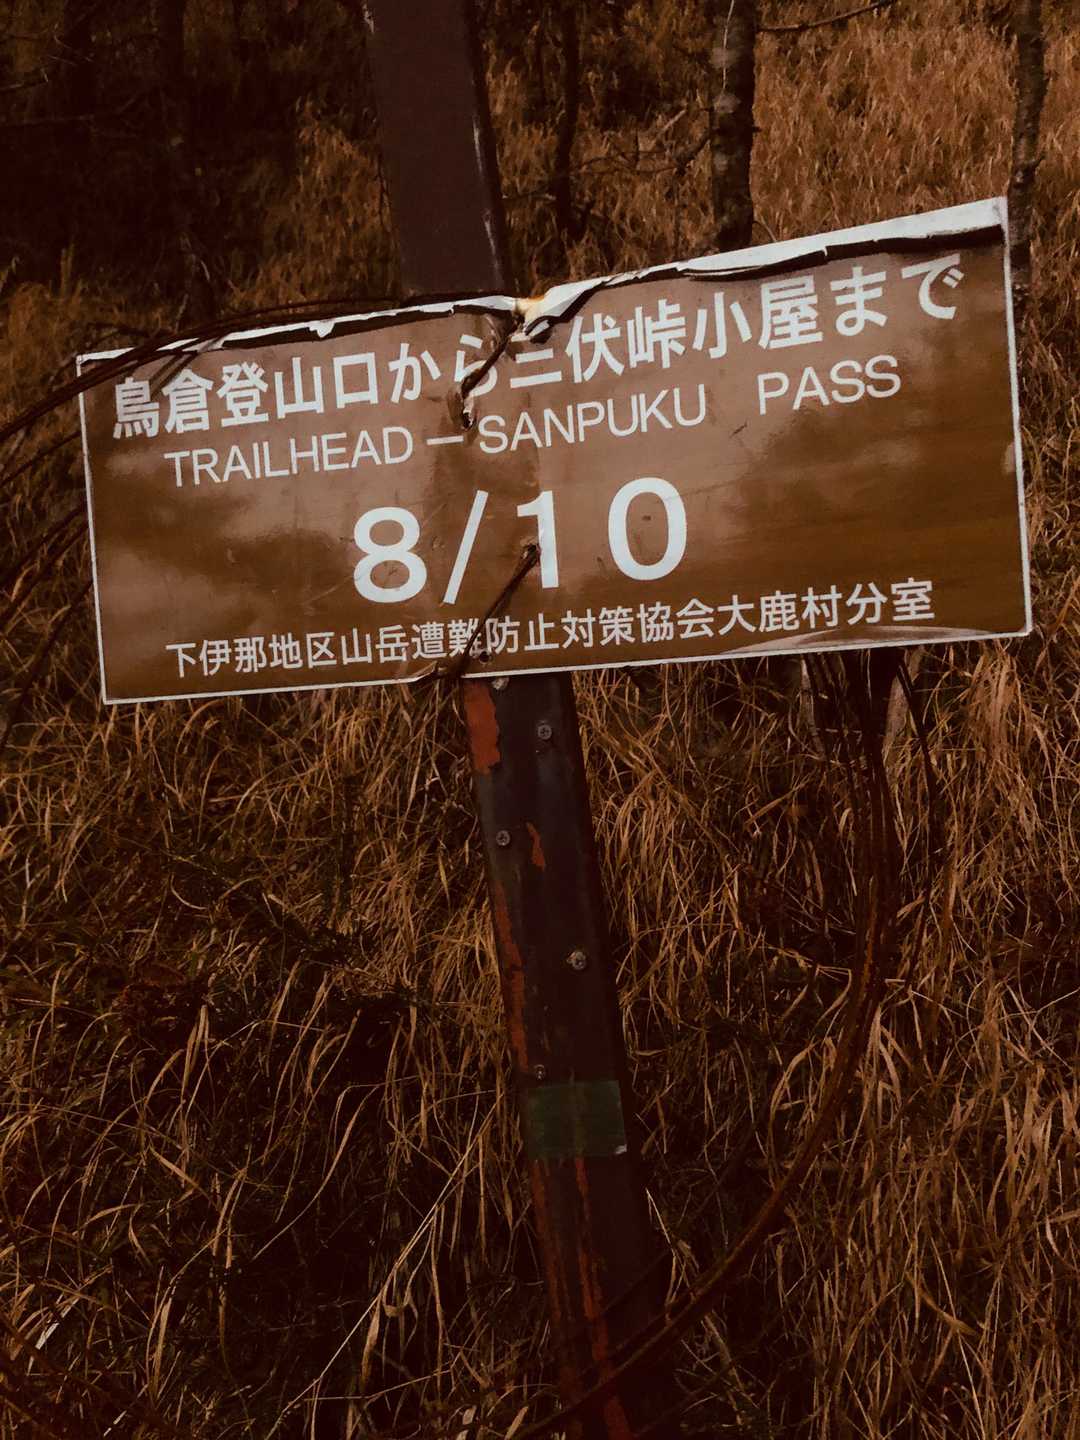 鳥倉登山口から三伏峠小屋まで
TRAILHEAD － SANPUKU PASS
8/10
下伊那地区山岳遭難防止対策協会大鹿村分室